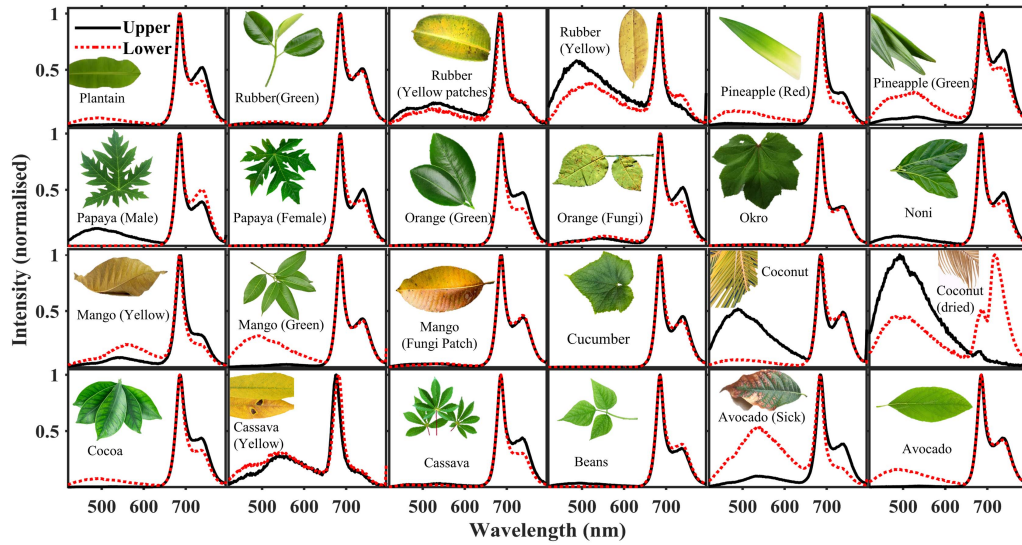 Upper
Lower
Plantain
Rubber(Green)
Rubber
(Yellow patches)
Rubber
(Yellow)
Pineapple (Red)
Pineapple (Green)
1
0.5
Papaya (Male)
Papaya (Female)
Orange (Green)
Orange (Fungi)
Okro
Noni
1
0.5
Mango (Yellow)
Mango (Green)
Mango
(Fungi Patch)
Cucumber
Coconut
Coconut
(dried)
1
0.5
Cocoa
Cassava
(Yellow)
Cassava
Beans
Avocado (Sick)
Avocado
1
0.5
500 600 700 500 600 700 500 600 700 500 600 700 500 600 700 500 600 700
Wavelength (nm)
Intensity (normalised)